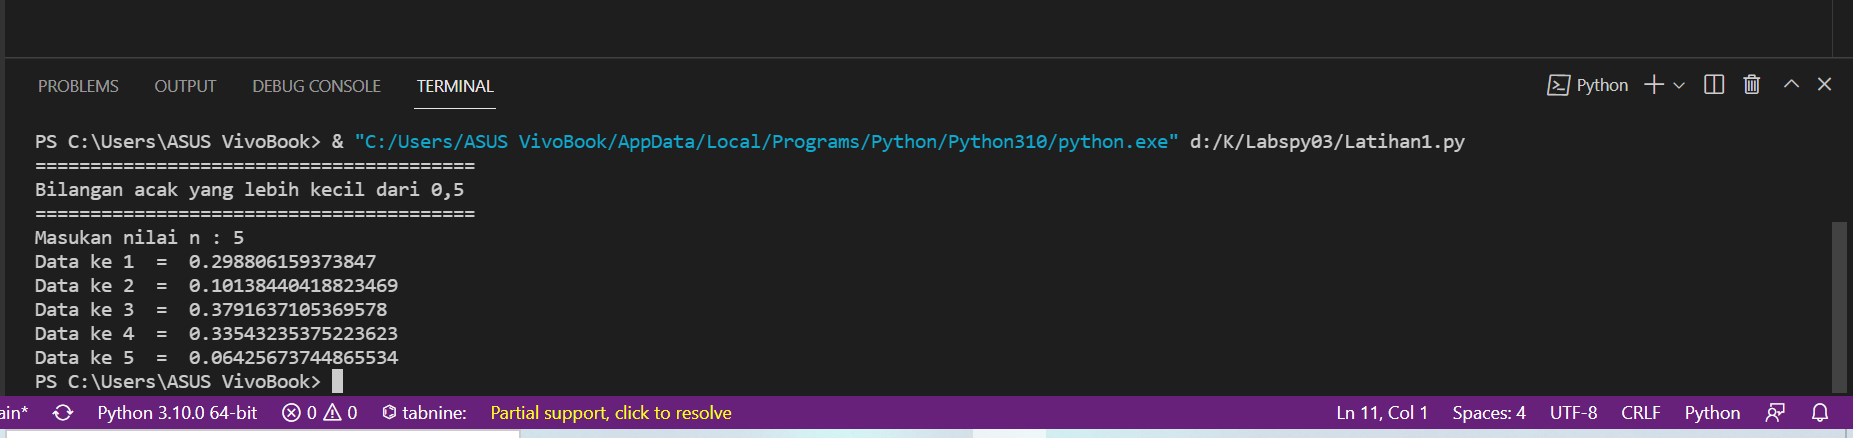 PROBLEMS OUTPUT DEBUG CONSOLE TERMINAL Python
PS C:\Users\ASUS VivoBook> & "C:/Users/ASUS VivoBook/AppData/Local/Programs/Python/Python310/python.exe" d:/K/Labspy03/Latihan1.py
========================================
Bilangan acak yang lebih kecil dari 0,5
========================================
Masukan nilai n : 5
Data ke 1  =  0.298806159373847
Data ke 2  =  0.10138440418823469
Data ke 3  =  0.3791637105369578
Data ke 4  =  0.33543235375223623
Data ke 5  =  0.06425673744865534
PS C:\Users\ASUS VivoBook>
ain* Python 3.10.0 64-bit 0 0 tabnine: Partial support, click to resolve Ln 11, Col 1 Spaces: 4 UTF-8 CRLF Python